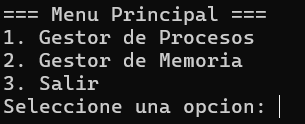 === Menu Principal ===
1. Gestor de Procesos
2. Gestor de Memoria
3. Salir
Seleccione una opcion: